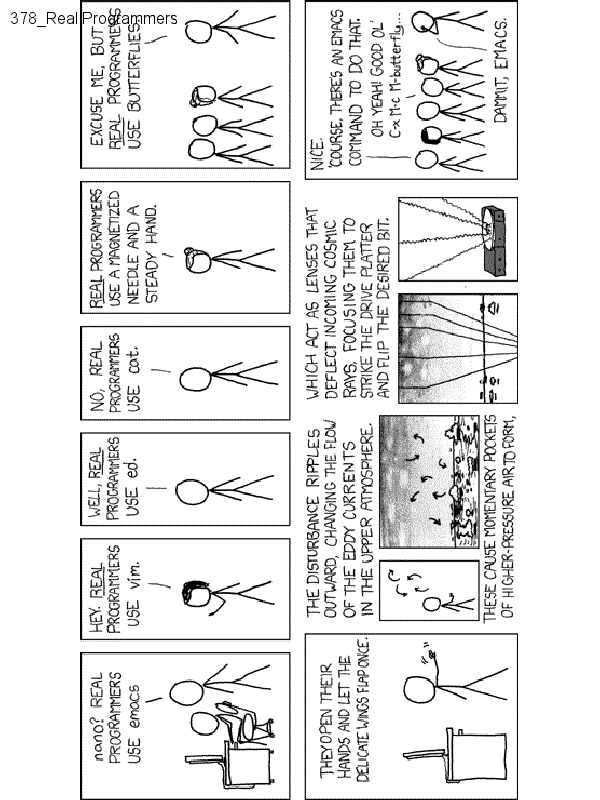 378_Real Programmers
nano? REAL
PROGRAMMERS
USE emacs
HEY. REAL
PROGRAMMERS
USE vim.
WELL, REAL
PROGRAMMERS
USE ed.
NO, REAL
PROGRAMMERS
USE cat.
REAL PROGRAMMERS
USE A MAGNETIZED
NEEDLE AND A
STEADY HAND.
EXCUSE ME, BUT
REAL PROGRAMMERS
USE BUTTERFLIES.
THEY OPEN THEIR
HANDS AND LET THE
DELICATE WINGS FLAP ONCE.
THE DISTURBANCE RIPPLES
OUTWARD, CHANGING THE FLOW
OF THE EDDY CURRENTS
IN THE UPPER ATMOSPHERE.
THESE CAUSE MOMENTARY POCKETS
OF HIGHER-PRESSURE AIR TO FORM,
WHICH ACT AS LENSES THAT
DEFLECT INCOMING COSMIC
RAYS, FOCUSING THEM TO
STRIKE THE DRIVE PLATTER
AND FLIP THE DESIRED BIT.
NICE.
'COURSE, THERE'S AN EMACS
COMMAND TO DO THAT.
OH YEAH! GOOD OL'
C-x M-c M-butterfly...
DAMMIT, EMACS.